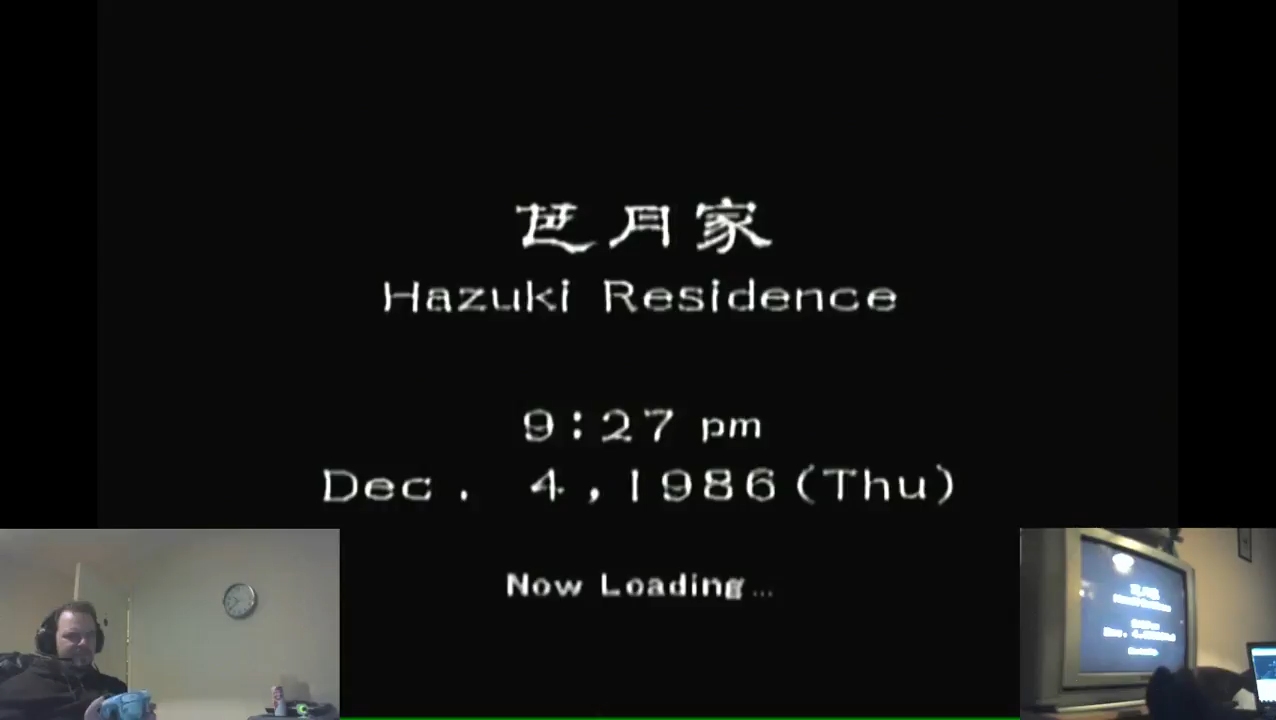 芭月家
Hazuki Residence
9:27 pm
Dec. 4,1986(Thu)
Now Loading...